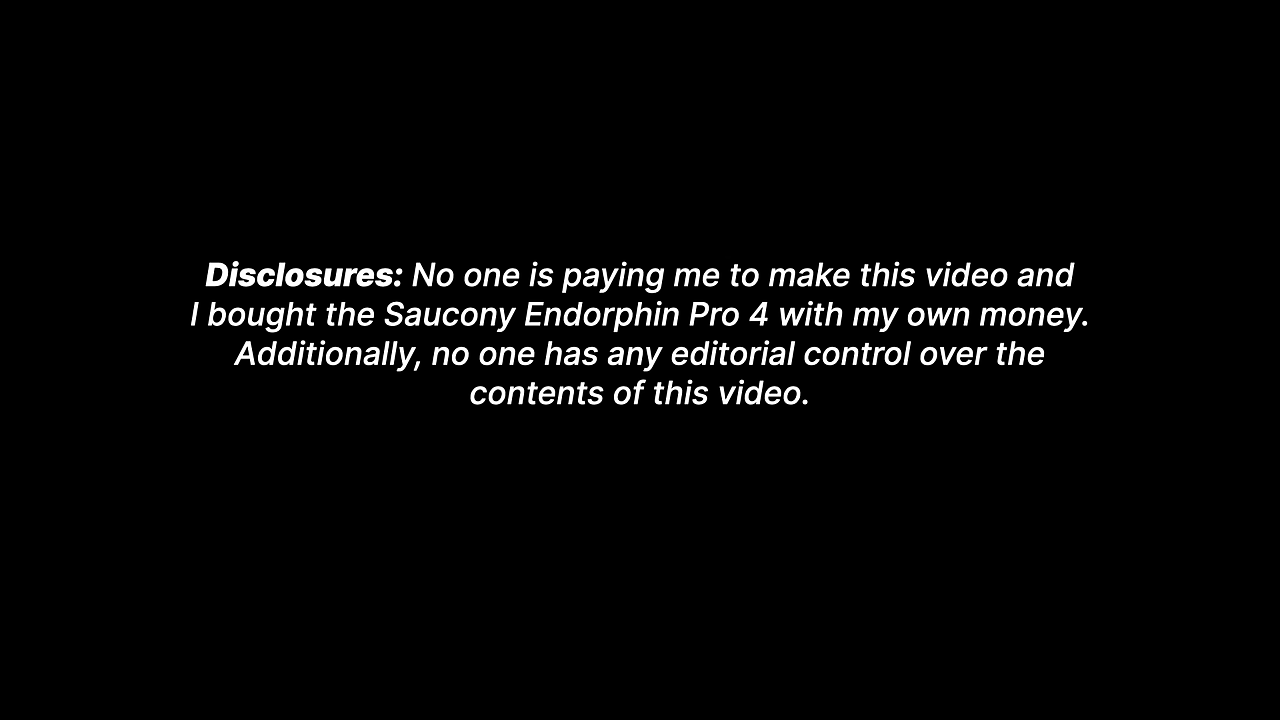 Disclosures: No one is paying me to make this video and
I bought the Saucony Endorphin Pro 4 with my own money.
Additionally, no one has any editorial control over the
contents of this video.